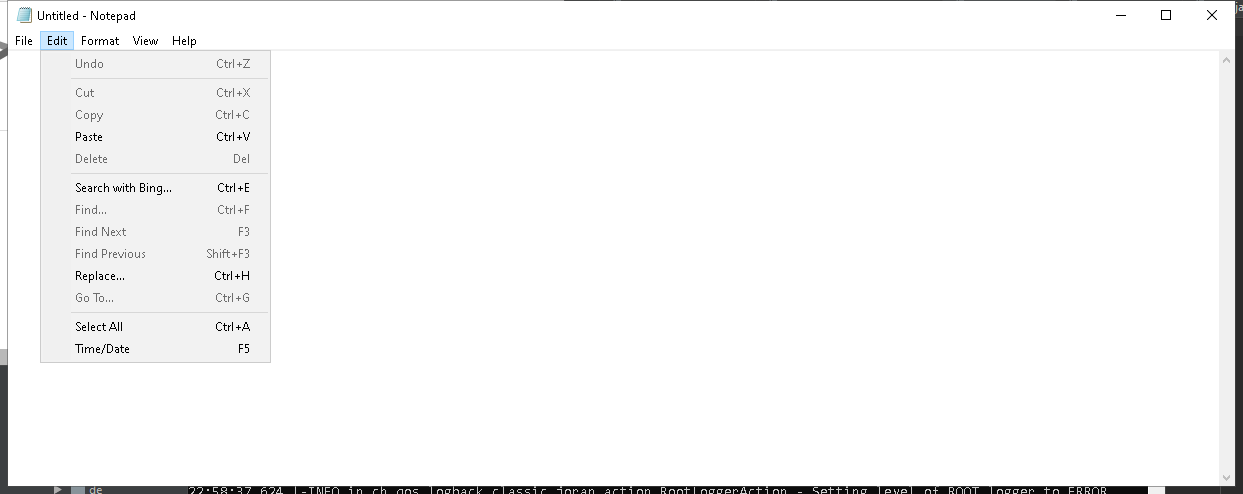 Untitled - Notepad
File Edit Format View Help
Undo Ctrl+Z
Cut Ctrl+X
Copy Ctrl+C
Paste Ctrl+V
Delete Del
Search with Bing... Ctrl+E
Find... Ctrl+F
Find Next F3
Find Previous Shift+F3
Replace... Ctrl+H
Go To... Ctrl+G
Select All Ctrl+A
Time/Date F5
de 22:58:37,624 |-INFO in ch.qos.logback.classic.joran.action.RootLoggerAction - Setting level of ROOT logger to ERROR